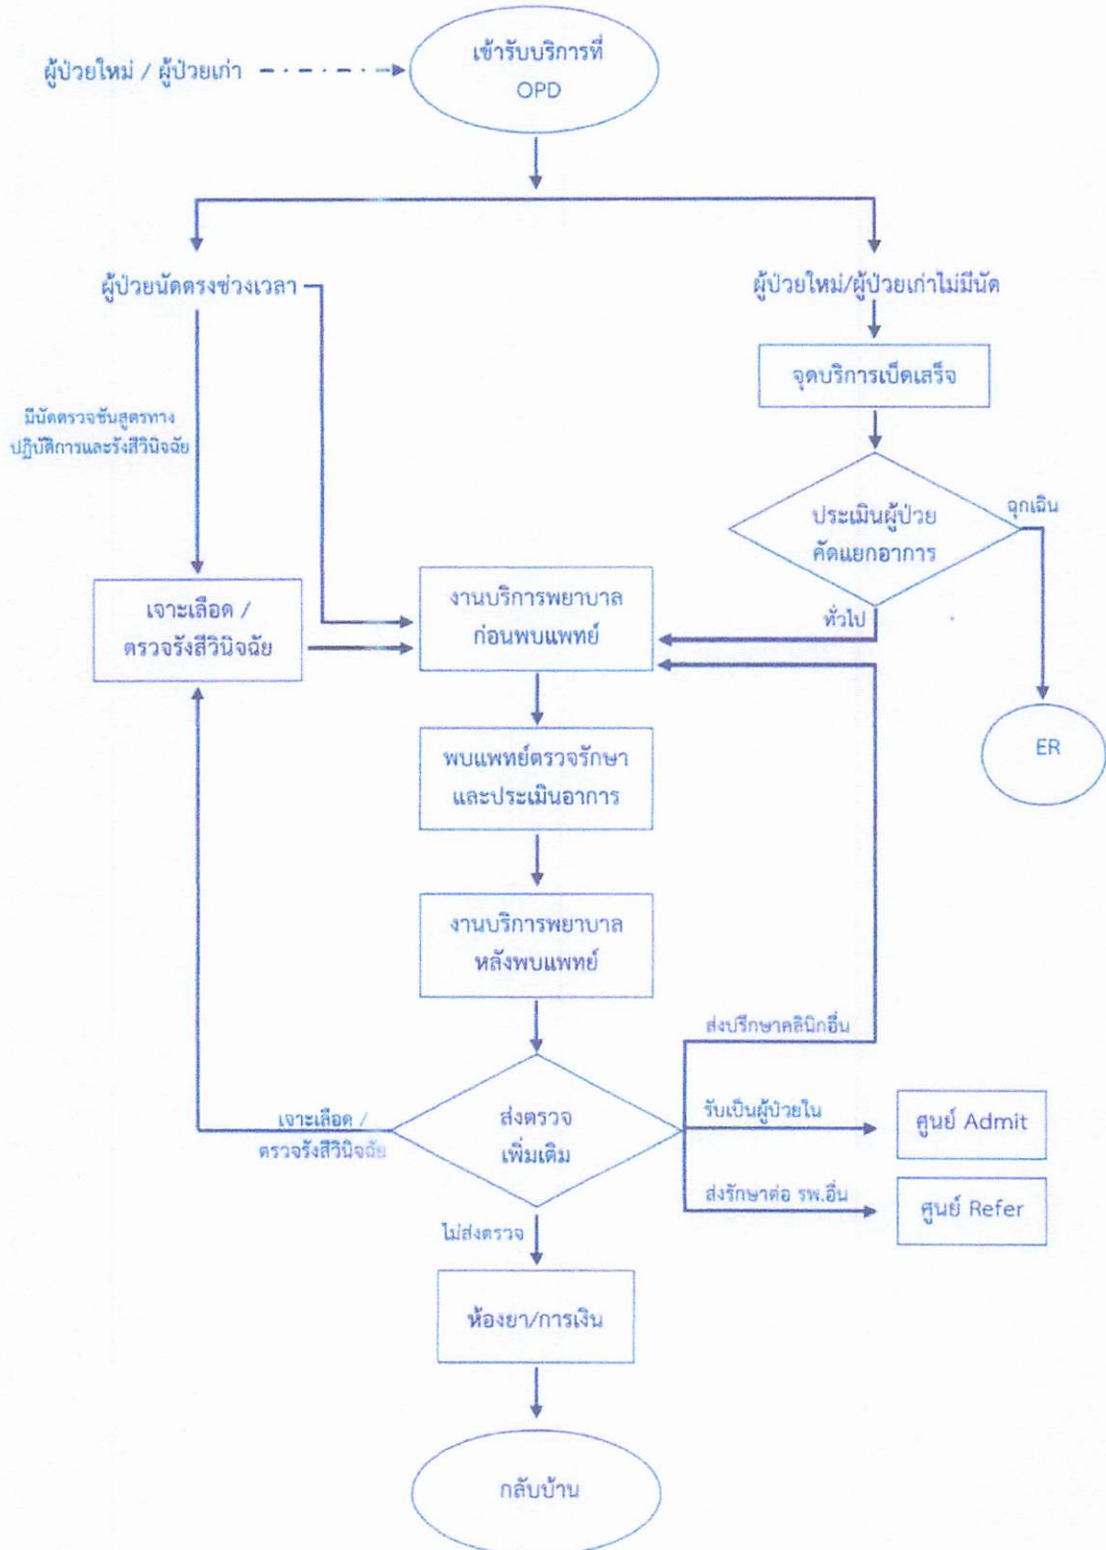 เข้ารับบริการที่
OPD
ผู้ป่วยใหม่ / ผู้ป่วยเก่า
ผู้ป่วยนัดตรงช่วงเวลา
ผู้ป่วยใหม่/ผู้ป่วยเก่าไม่มีนัด
จุดบริการเบ็ดเสร็จ
มีนัดตรวจชันสูตรทาง
ปฏิบัติการและรังสีวินิจฉัย
ประเมินผู้ป่วย
คัดแยกอาการ
ฉุกเฉิน
ทั่วไป
เจาะเลือด /
ตรวจรังสีวินิจฉัย
งานบริการพยาบาล
ก่อนพบแพทย์
ER
พบแพทย์ตรวจรักษา
และประเมินอาการ
งานบริการพยาบาล
หลังพบแพทย์
ส่งปรึกษาคลินิกอื่น
เจาะเลือด /
ตรวจรังสีวินิจฉัย
ส่งตรวจ
เพิ่มเติม
รับเป็นผู้ป่วยใน
ศูนย์ Admit
ส่งรักษาต่อ รพ.อื่น
ศูนย์ Refer
ไม่ส่งตรวจ
ห้องยา/การเงิน
กลับบ้าน